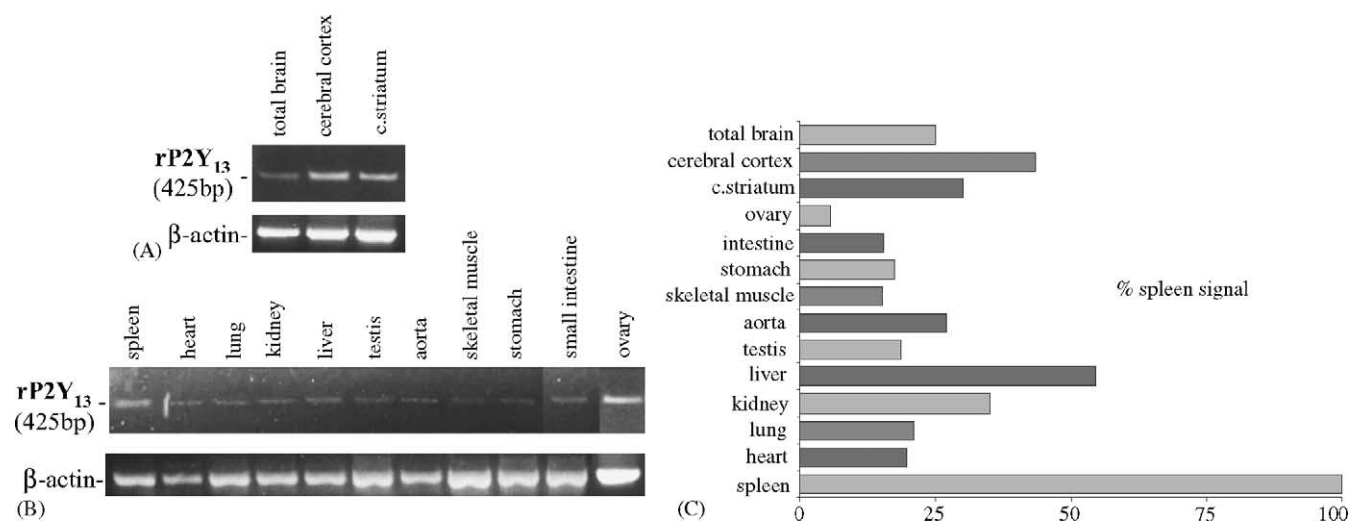 total brain
cerebral cortex
c.striatum
rP2Y13 -
(425bp)
β-actin-
(A)
spleen
heart
lung
kidney
liver
testis
aorta
skeletal muscle
stomach
small intestine
ovary
rP2Y13 -
(425bp)
β-actin-
(B)
total brain
cerebral cortex
c.striatum
ovary
intestine
stomach
skeletal muscle
aorta
testis
liver
kidney
lung
heart
spleen
% spleen signal
(C)
0 25 50 75 100